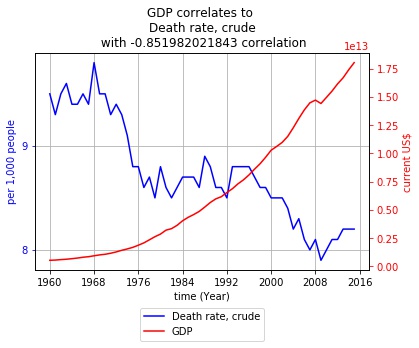 GDP correlates to
Death rate, crude
with -0.851982021843 correlation
1e13
per 1,000 people
9
8
1.75
1.50
1.25
1.00
0.75
0.50
0.25
0.00
current US$
1960 1968 1976 1984 1992 2000 2008 2016
time (Year)
Death rate, crude
GDP